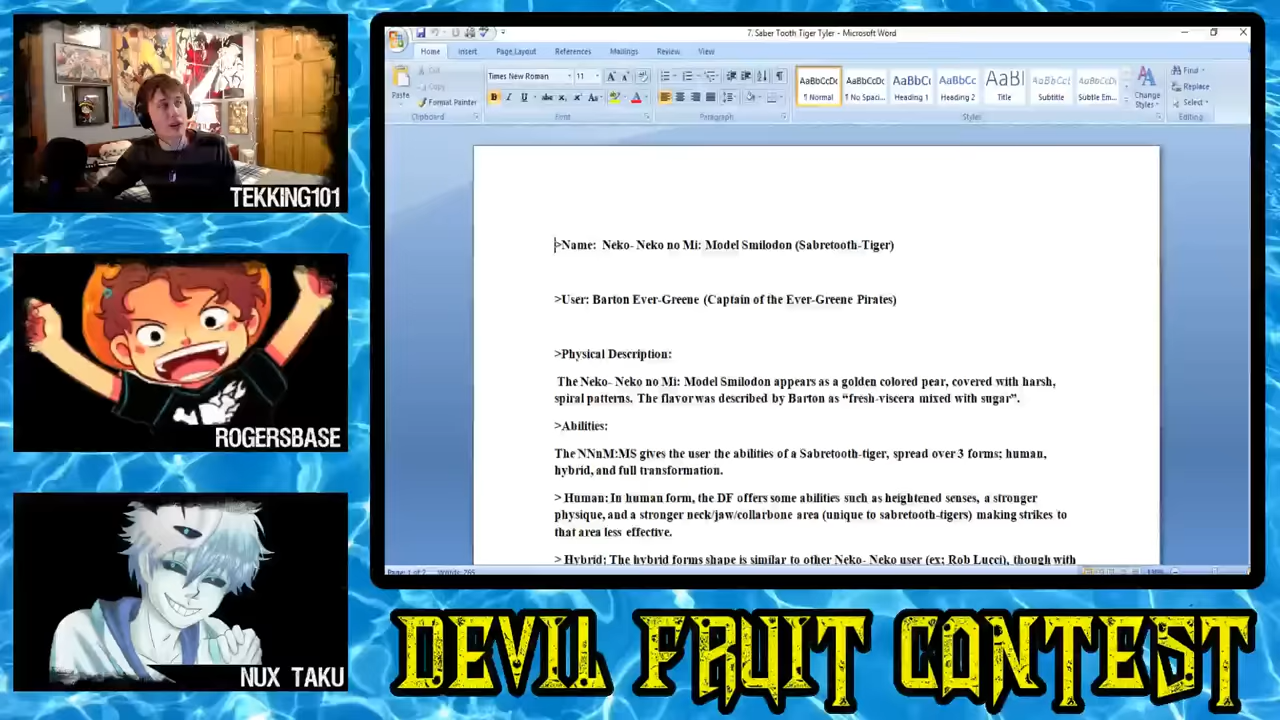 TEKKING101
ROGERSBASE
NUX TAKU
7. Saber Tooth Tiger Tyler - Microsoft Word
Home Insert Page Layout References Mailings Review View
Paste
Cut
Copy
Format Painter
Clipboard
Times New Roman 11
Font
Paragraph
AaBbCcDc AaBbCcDc AaBbCc AaBbCc AaBl AaBbCcl AaBbCcDc
¶ Normal ¶ No Spaci... Heading 1 Heading 2 Title Subtitle Subtle Em...
Styles
Change Styles
Find
Replace
Select
Editing
>Name: Neko- Neko no Mi: Model Smilodon (Sabretooth-Tiger)
>User: Barton Ever-Greene (Captain of the Ever-Greene Pirates)
>Physical Description:
The Neko- Neko no Mi: Model Smilodon appears as a golden colored pear, covered with harsh,
spiral patterns. The flavor was described by Barton as “fresh-viscera mixed with sugar”.
>Abilities:
The NNnM:MS gives the user the abilities of a Sabretooth-tiger, spread over 3 forms; human,
hybrid, and full transformation.
> Human: In human form, the DF offers some abilities such as heightened senses, a stronger
physique, and a stronger neck/jaw/collarbone area (unique to sabretooth-tigers) making strikes to
that area less effective.
> Hybrid: The hybrid forms shape is similar to other Neko- Neko user (ex; Rob Lucci), though with
DEVIL FRUIT CONTEST